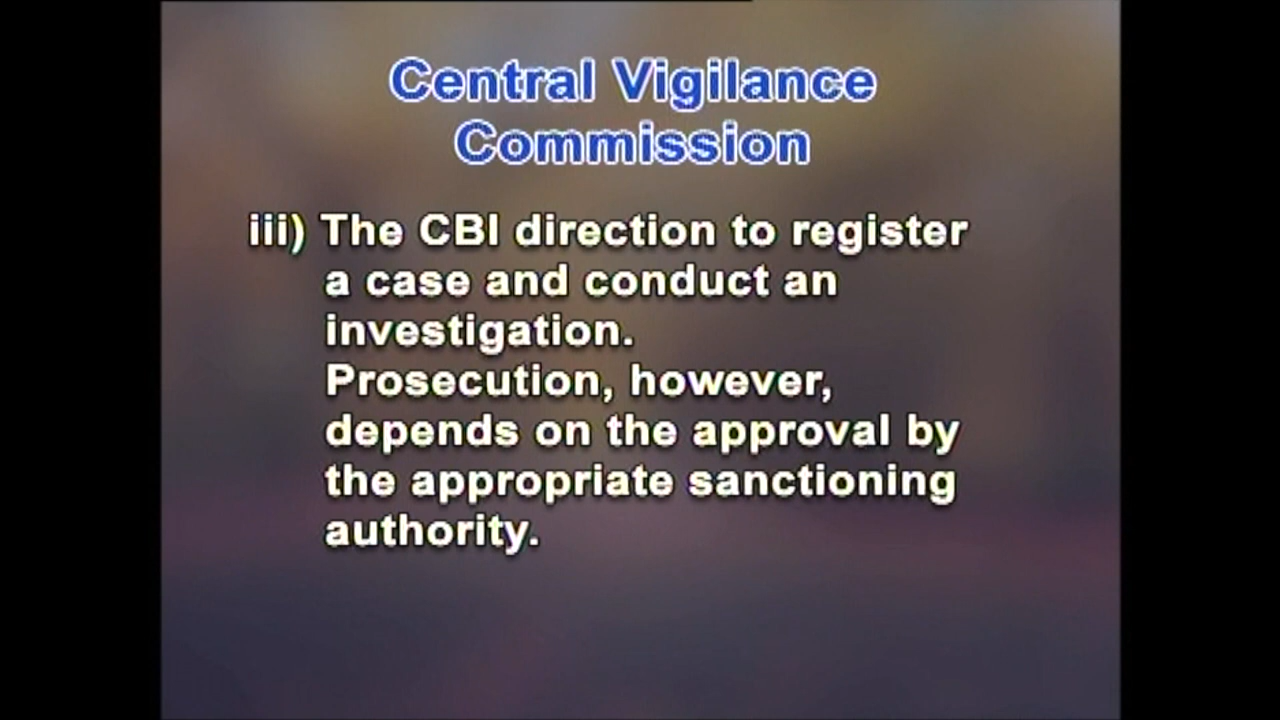 Central Vigilance
Commission
iii) The CBI direction to register
a case and conduct an
investigation.
Prosecution, however,
depends on the approval by
the appropriate sanctioning
authority.